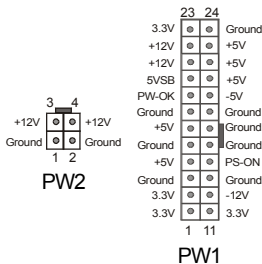 23 24
3.3V Ground
+12V +5V
+12V +5V
5VSB +5V
PW-OK -5V
Ground Ground
+5V Ground
Ground Ground
+5V PS-ON
Ground Ground
3.3V -12V
3.3V 3.3V
1 11
PW1
3 4
+12V +12V
Ground Ground
1 2
PW2